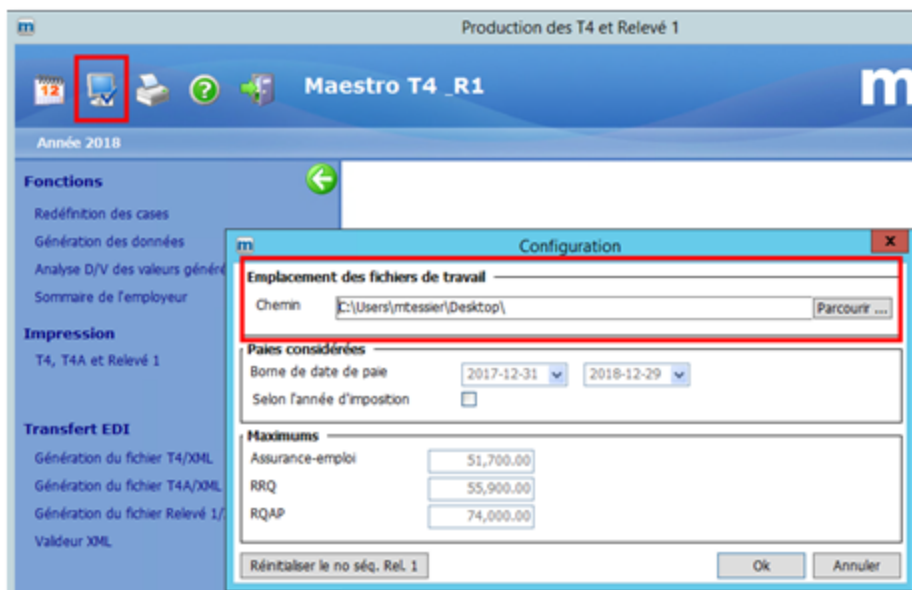 m
Production des T4 et Relevé 1
12
?
Maestro T4 _R1
m
Année 2018
Fonctions
Redéfinition des cases
Génération des données
Analyse D/V des valeurs généré
Sommaire de l'employeur
Impression
T4, T4A et Relevé 1
Transfert EDI
Génération du fichier T4/XML
Génération du fichier T4A/XML
Génération du fichier Relevé 1/
Valideur XML
m
Configuration
x
Emplacement des fichiers de travail
Chemin C:\Users\mtessier\Desktop\ Parcourir ...
Paies considérées
Borne de date de paie 2017-12-31 2018-12-29
Selon l'année d'imposition
Maximums
Assurance-emploi 51,700.00
RRQ 55,900.00
RQAP 74,000.00
Réinitialiser le no séq. Rel. 1 Ok Annuler